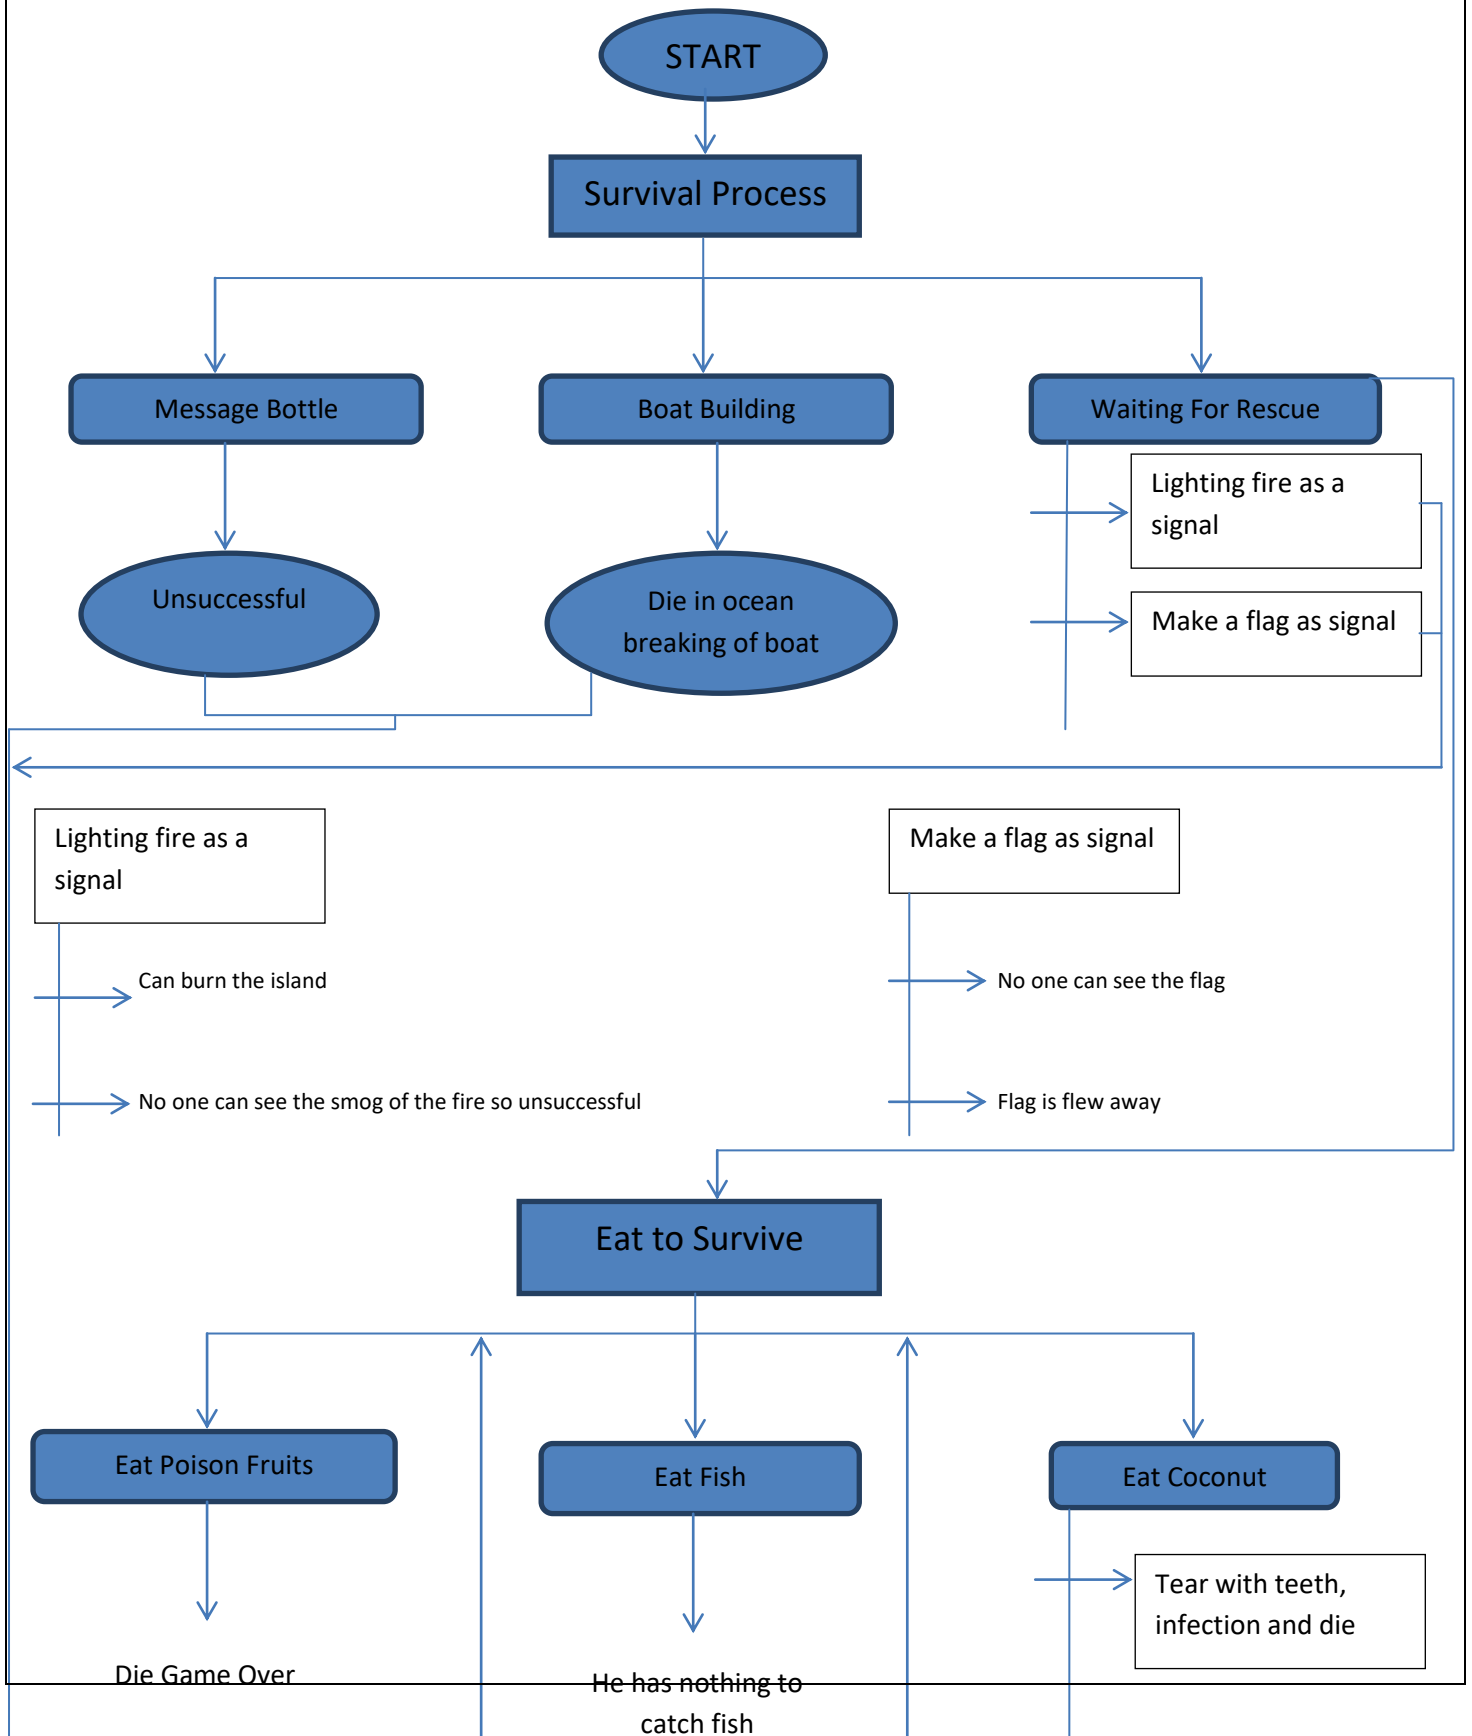 START
Survival Process
Message Bottle
Boat Building
Waiting For Rescue
Lighting fire as a
signal
Make a flag as signal
Unsuccessful
Die in ocean
breaking of boat
Lighting fire as a
signal
Can burn the island
No one can see the smog of the fire so unsuccessful
Make a flag as signal
No one can see the flag
Flag is flew away
Eat to Survive
Eat Poison Fruits
Eat Fish
Eat Coconut
Die Game Over
He has nothing to
catch fish
Tear with teeth,
infection and die